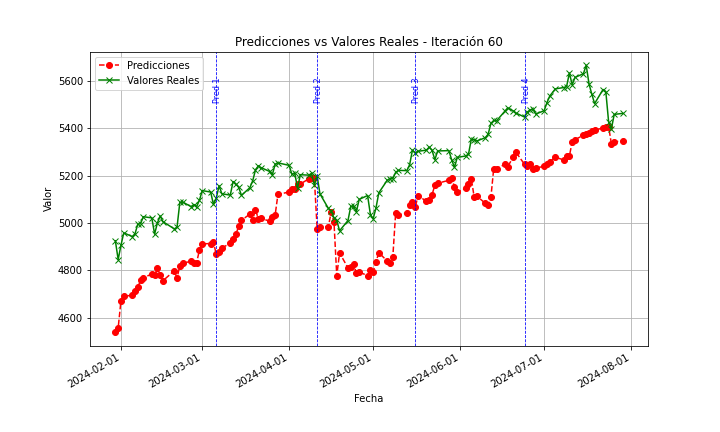 Predicciones vs Valores Reales - Iteración 60
Predicciones
Valores Reales
Pred 1
Pred 2
Pred 3
Pred 4
5600
5400
5200
5000
4800
4600
Valor
2024-02-01
2024-03-01
2024-04-01
2024-05-01
2024-06-01
2024-07-01
2024-08-01
Fecha